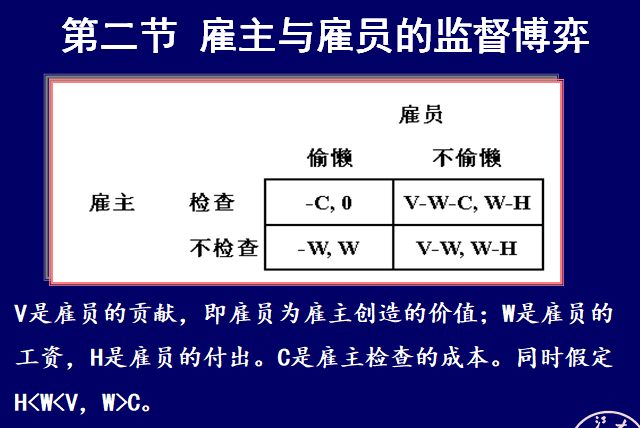 第二节 雇主与雇员的监督博弈
雇员
偷懒 不偷懒
雇主 检查 -C, 0 V-W-C, W-H
不检查 -W, W V-W, W-H
V是雇员的贡献，即雇员为雇主创造的价值；W是雇员的
工资，H是雇员的付出。C是雇主检查的成本。同时假定
H<W<V，W>C。